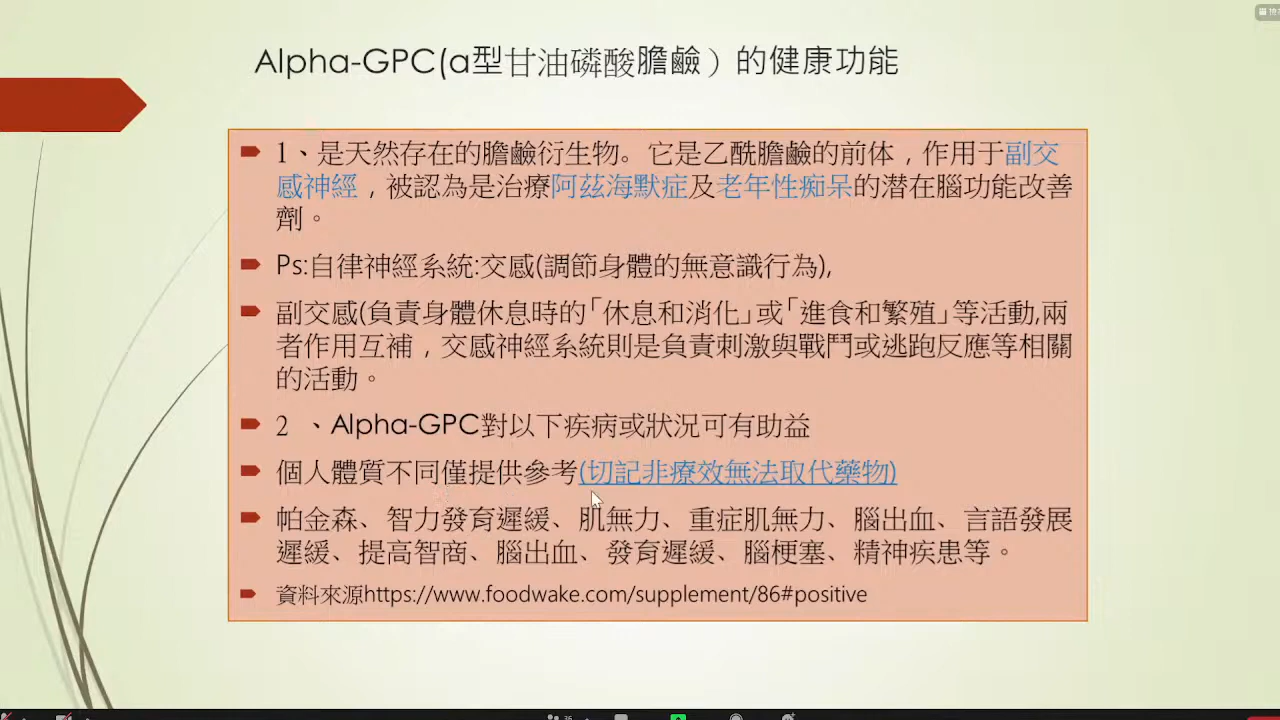 Alpha-GPC(α型甘油磷酸膽鹼）的健康功能
1、是天然存在的膽鹼衍生物。它是乙酰膽鹼的前体，作用于副交
感神經，被認為是治療阿茲海默症及老年性痴呆的潜在腦功能改善
劑。
Ps:自律神經系統:交感(調節身體的無意識行為),
副交感(負責身體休息時的「休息和消化」或「進食和繁殖」等活動,兩
者作用互補，交感神經系統則是負責刺激與戰鬥或逃跑反應等相關
的活動。
2 、Alpha-GPC對以下疾病或狀況可有助益
個人體質不同僅提供參考(切記非療效無法取代藥物)
帕金森、智力發育遲緩、肌無力、重症肌無力、腦出血、言語發展
遲緩、提高智商、腦出血、發育遲緩、腦梗塞、精神疾患等。
資料來源https://www.foodwake.com/supplement/86#positive